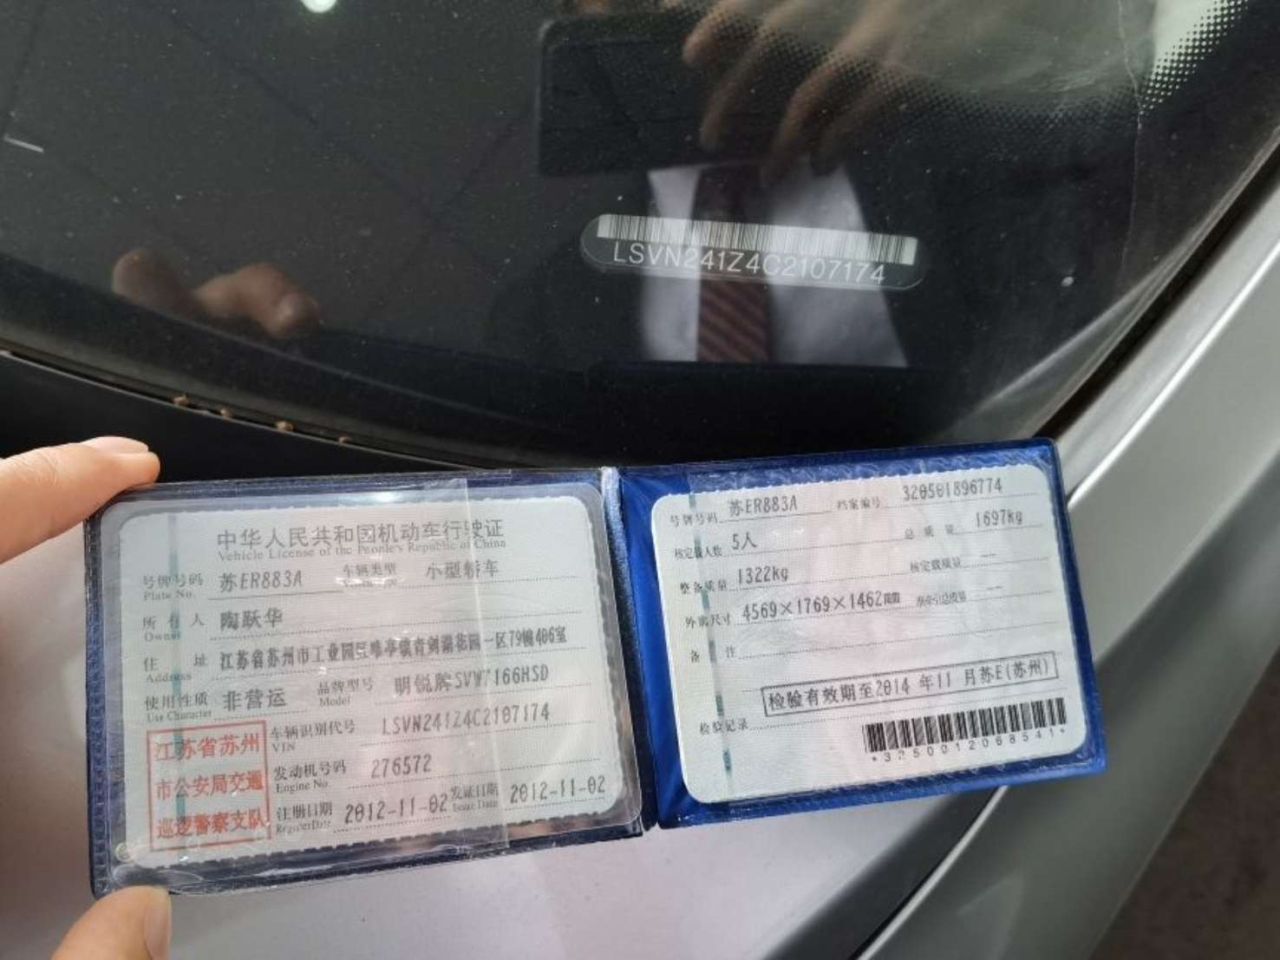 LSVN241Z4C2107174
中华人民共和国机动车行驶证
Vehicle License of the People's Republic of China
号牌号码 苏ER883A 车辆类型 小型轿车
Plate No.
所有人 陶跃华
Owner
住址 江苏省苏州市工业园区唯亭镇青剑湖花园一区79幢406室
Address
使用性质 非营运 品牌型号 明锐牌SVW7166HSD
Use Character Model
江苏省苏州
市公安局交通
巡逻警察支队
车辆识别代号 LSVN241Z4C2107174
VIN
发动机号码 276572
Engine No.
注册日期 2012-11-02 发证日期 2012-11-02
Register Date Issue Date
号牌号码 苏ER883A 档案编号 320501896774
核定载人数 5人 总质量 1697kg
整备质量 1322kg 核定载质量 --
外廓尺寸 4569×1769×1462 准牵引总质量 --
备注
检验有效期至2014年11月苏E(苏州)
检验记录
*3250012068541*